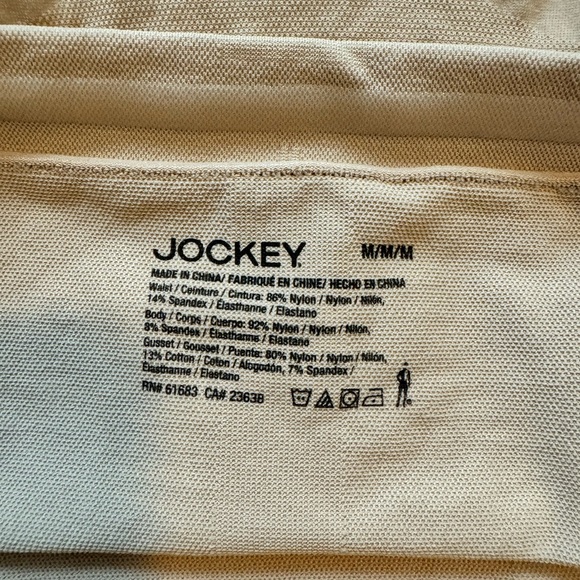 JOCKEY. M/M/M
MADE IN CHINA/ FABRIQUÉ EN CHINE/ HECHO EN CHINA
Waist / Ceinture / Cintura: 86% Nylon / Nylon / Nilón,
14% Spandex / Élasthanne / Elastano
Body / Corps / Cuerpo: 92% Nylon / Nylon / Nilón,
8% Spandex / Élasthanne / Elastano
Gusset / Gousset / Puente: 80% Nylon / Nylon / Nilón,
13% Cotton / Coton / Algodón, 7% Spandex /
Élasthanne / Elastano
RN# 61683 CA# 23638